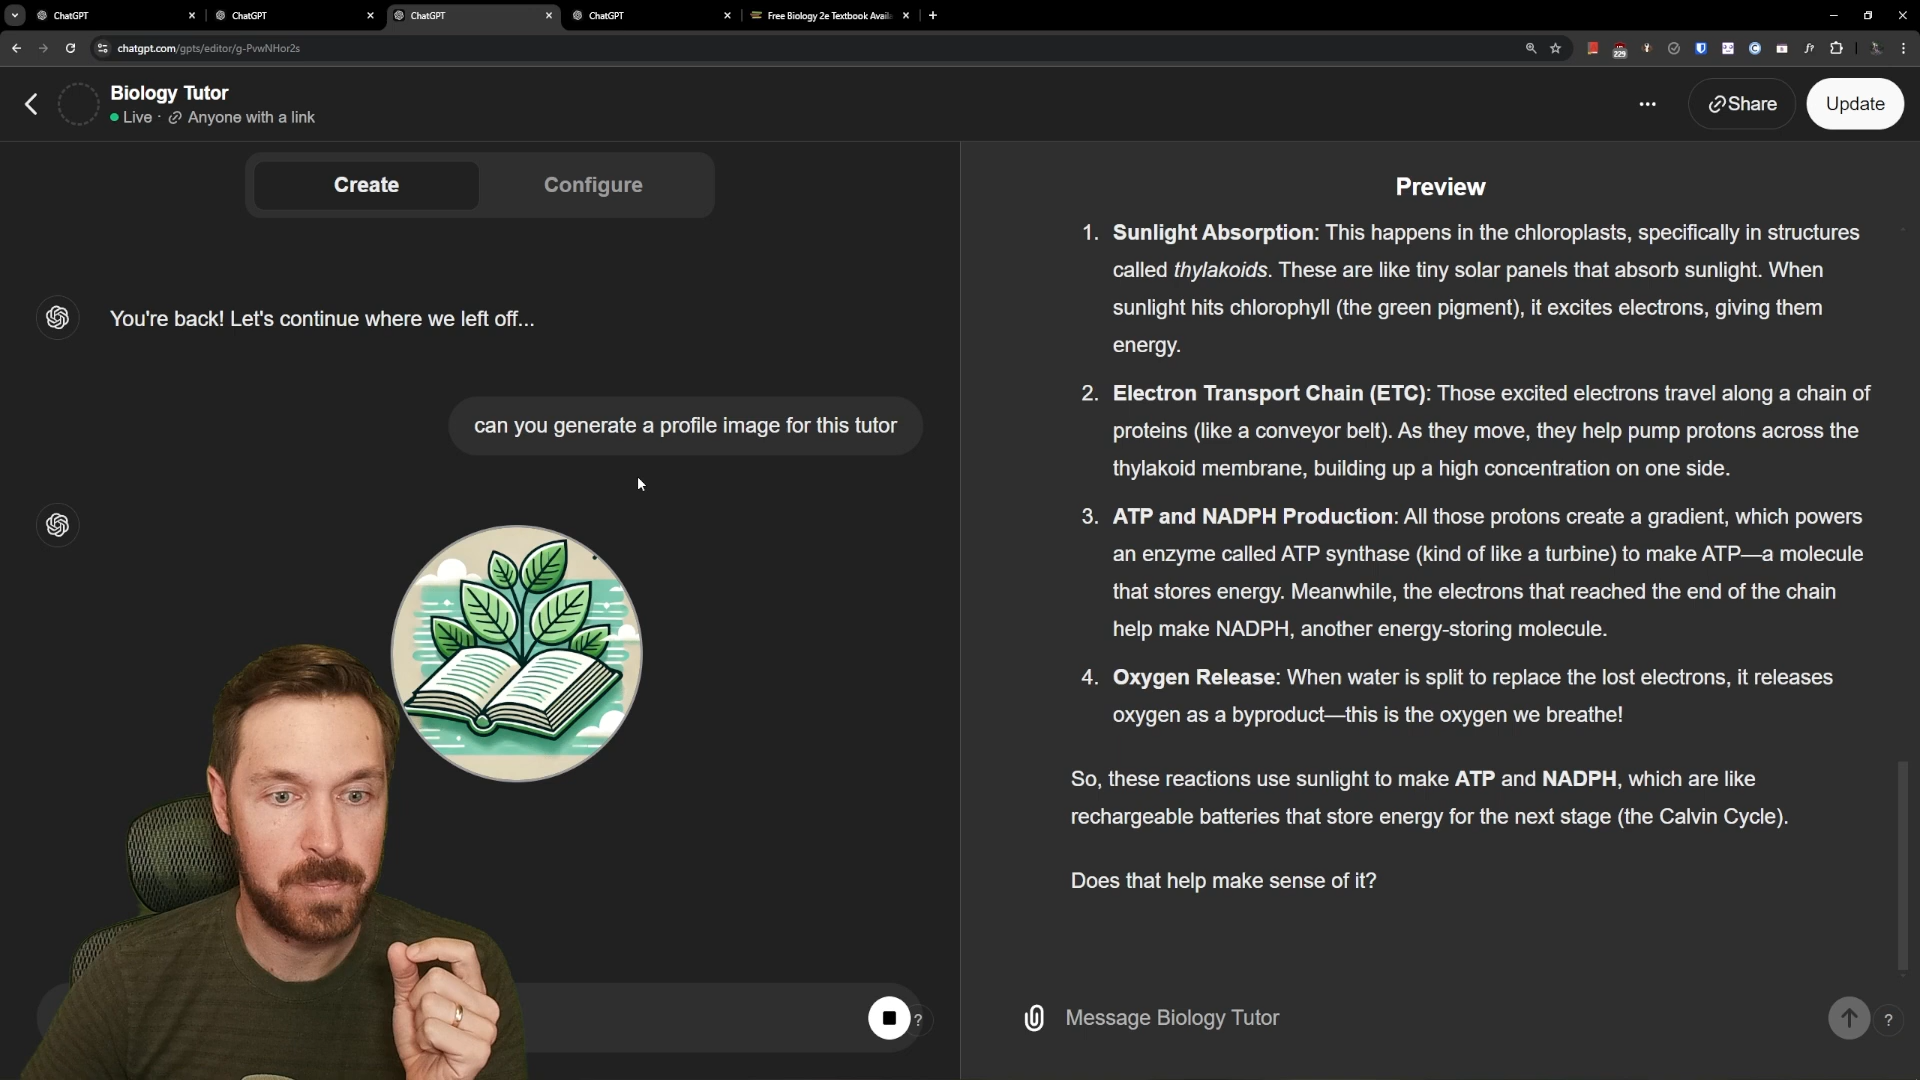 ChatGPT
ChatGPT
ChatGPT
ChatGPT
Free Biology 2e Textbook Avail
chatgpt.com/gpts/editor/g-PvwNHor2s
229
f?
Biology Tutor
Live · Anyone with a link
Share
Update
Create
Configure
You're back! Let's continue where we left off...
can you generate a profile image for this tutor
?
Preview
1. Sunlight Absorption: This happens in the chloroplasts, specifically in structures
called thylakoids. These are like tiny solar panels that absorb sunlight. When
sunlight hits chlorophyll (the green pigment), it excites electrons, giving them
energy.
2. Electron Transport Chain (ETC): Those excited electrons travel along a chain of
proteins (like a conveyor belt). As they move, they help pump protons across the
thylakoid membrane, building up a high concentration on one side.
3. ATP and NADPH Production: All those protons create a gradient, which powers
an enzyme called ATP synthase (kind of like a turbine) to make ATP—a molecule
that stores energy. Meanwhile, the electrons that reached the end of the chain
help make NADPH, another energy-storing molecule.
4. Oxygen Release: When water is split to replace the lost electrons, it releases
oxygen as a byproduct—this is the oxygen we breathe!
So, these reactions use sunlight to make ATP and NADPH, which are like
rechargeable batteries that store energy for the next stage (the Calvin Cycle).
Does that help make sense of it?
Message Biology Tutor
?